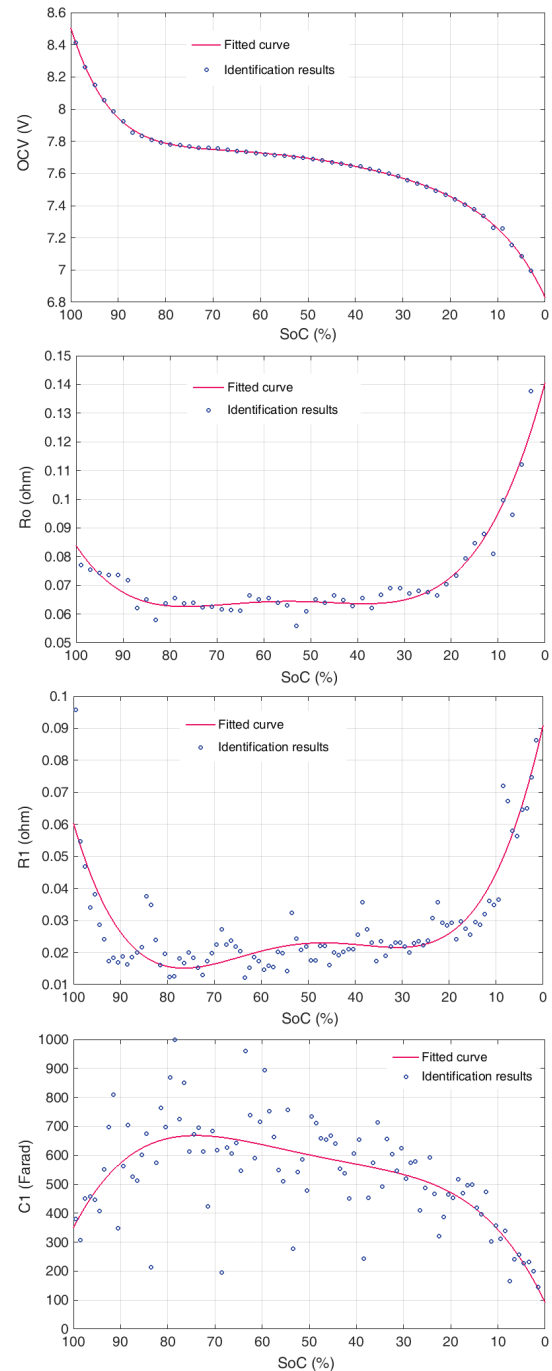 8.6
8.4
8.2
8
7.8
7.6
7.4
7.2
7
6.8
OCV (V)
Fitted curve
Identification results
100 90 80 70 60 50 40 30 20 10 0
SoC (%)
0.15
0.14
0.13
0.12
0.11
0.1
0.09
0.08
0.07
0.06
0.05
Ro (ohm)
Fitted curve
Identification results
100 90 80 70 60 50 40 30 20 10 0
SoC (%)
0.1
0.09
0.08
0.07
0.06
0.05
0.04
0.03
0.02
0.01
R1 (ohm)
Fitted curve
Identification results
100 90 80 70 60 50 40 30 20 10 0
SoC (%)
1000
900
800
700
600
500
400
300
200
100
0
C1 (Farad)
Fitted curve
Identification results
100 90 80 70 60 50 40 30 20 10 0
SoC (%)